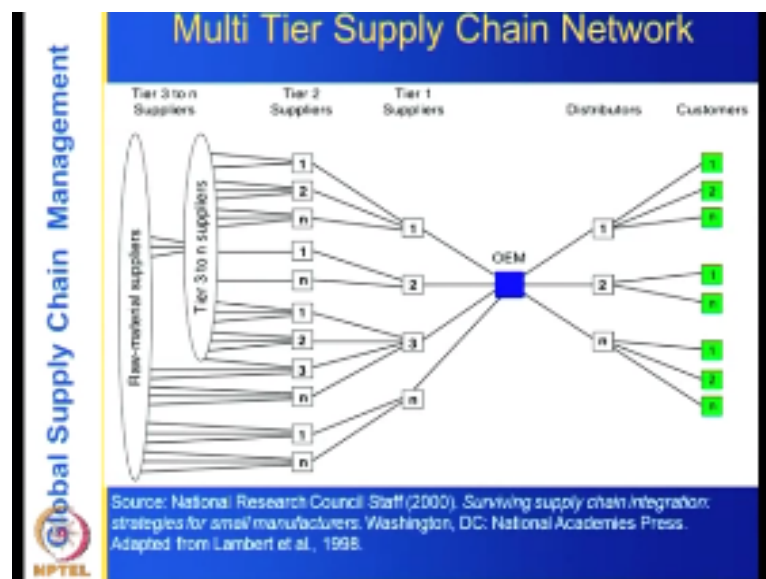 Multi Tier Supply Chain Network
Global Supply Chain Management
Tier 3 to n
Suppliers
Tier 2
Suppliers
Tier 1
Suppliers
Distributors
Customers
Raw-material suppliers
Tier 3 to n suppliers
1
2
n
1
n
1
2
3
n
1
n
1
2
3
n
OEM
1
2
n
1
2
n
1
n
1
2
n
Source: National Research Council Staff (2000). Surviving supply chain integration:
strategies for small manufacturers. Washington, DC: National Academies Press.
Adapted from Lambert et al., 1998.
NPTEL